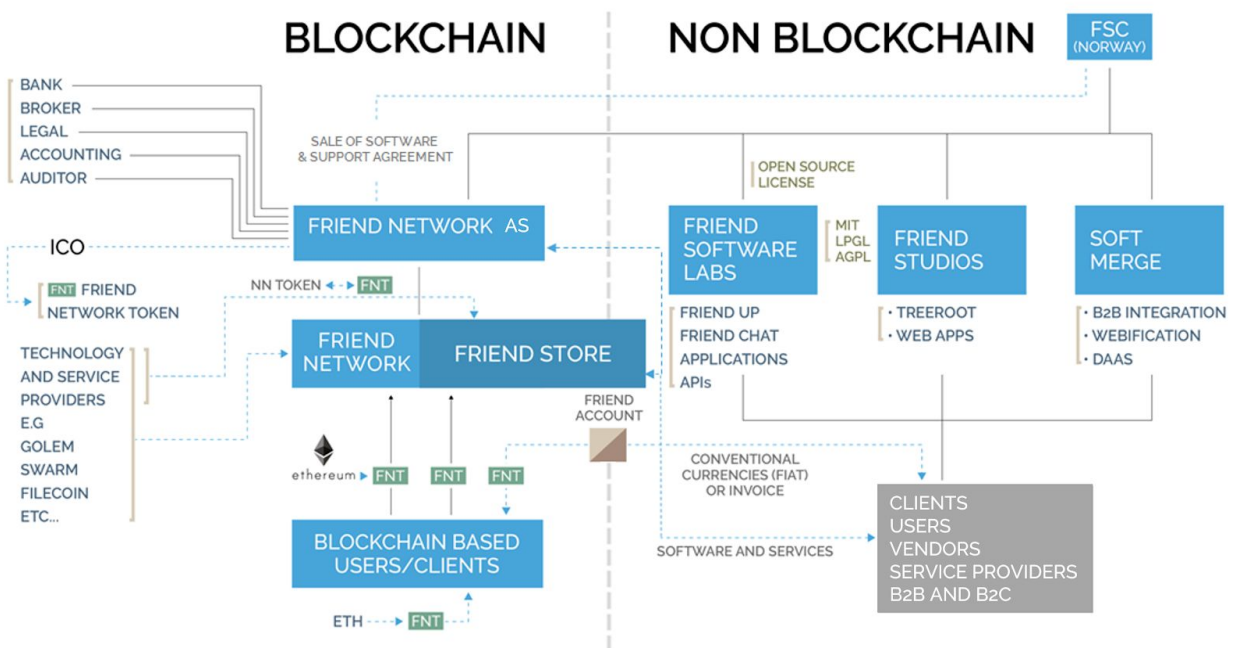 BLOCKCHAIN
NON BLOCKCHAIN
FSC
(NORWAY)
BANK
BROKER
LEGAL
ACCOUNTING
AUDITOR
SALE OF SOFTWARE
& SUPPORT AGREEMENT
OPEN SOURCE
LICENSE
FRIEND NETWORK AS
FRIEND
SOFTWARE
LABS
MIT
LPGL
AGPL
FRIEND
STUDIOS
SOFT
MERGE
ICO
FNT FRIEND
NETWORK TOKEN
NN TOKEN FNT
FRIEND UP
FRIEND CHAT
APPLICATIONS
APIs
• TREEROOT
• WEB APPS
• B2B INTEGRATION
• WEBIFICATION
• DAAS
FRIEND
NETWORK
FRIEND STORE
TECHNOLOGY
AND SERVICE
PROVIDERS
E.G
GOLEM
SWARM
FILECOIN
ETC...
FRIEND
ACCOUNT
ethereum FNT FNT FNT
CONVENTIONAL
CURRENCIES (FIAT)
OR INVOICE
BLOCKCHAIN BASED
USERS/CLIENTS
SOFTWARE AND SERVICES
CLIENTS
USERS
VENDORS
SERVICE PROVIDERS
B2B AND B2C
ETH FNT